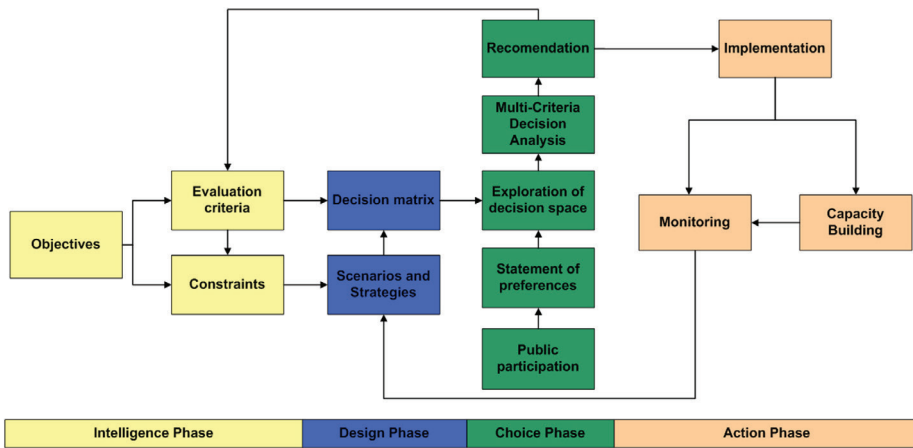 Recomendation
Implementation
Multi-Criteria
Decision
Analysis
Evaluation
criteria
Decision matrix
Exploration of
decision space
Monitoring
Capacity
Building
Objectives
Constraints
Scenarios and
Strategies
Statement of
preferences
Public
participation
Intelligence Phase
Design Phase
Choice Phase
Action Phase